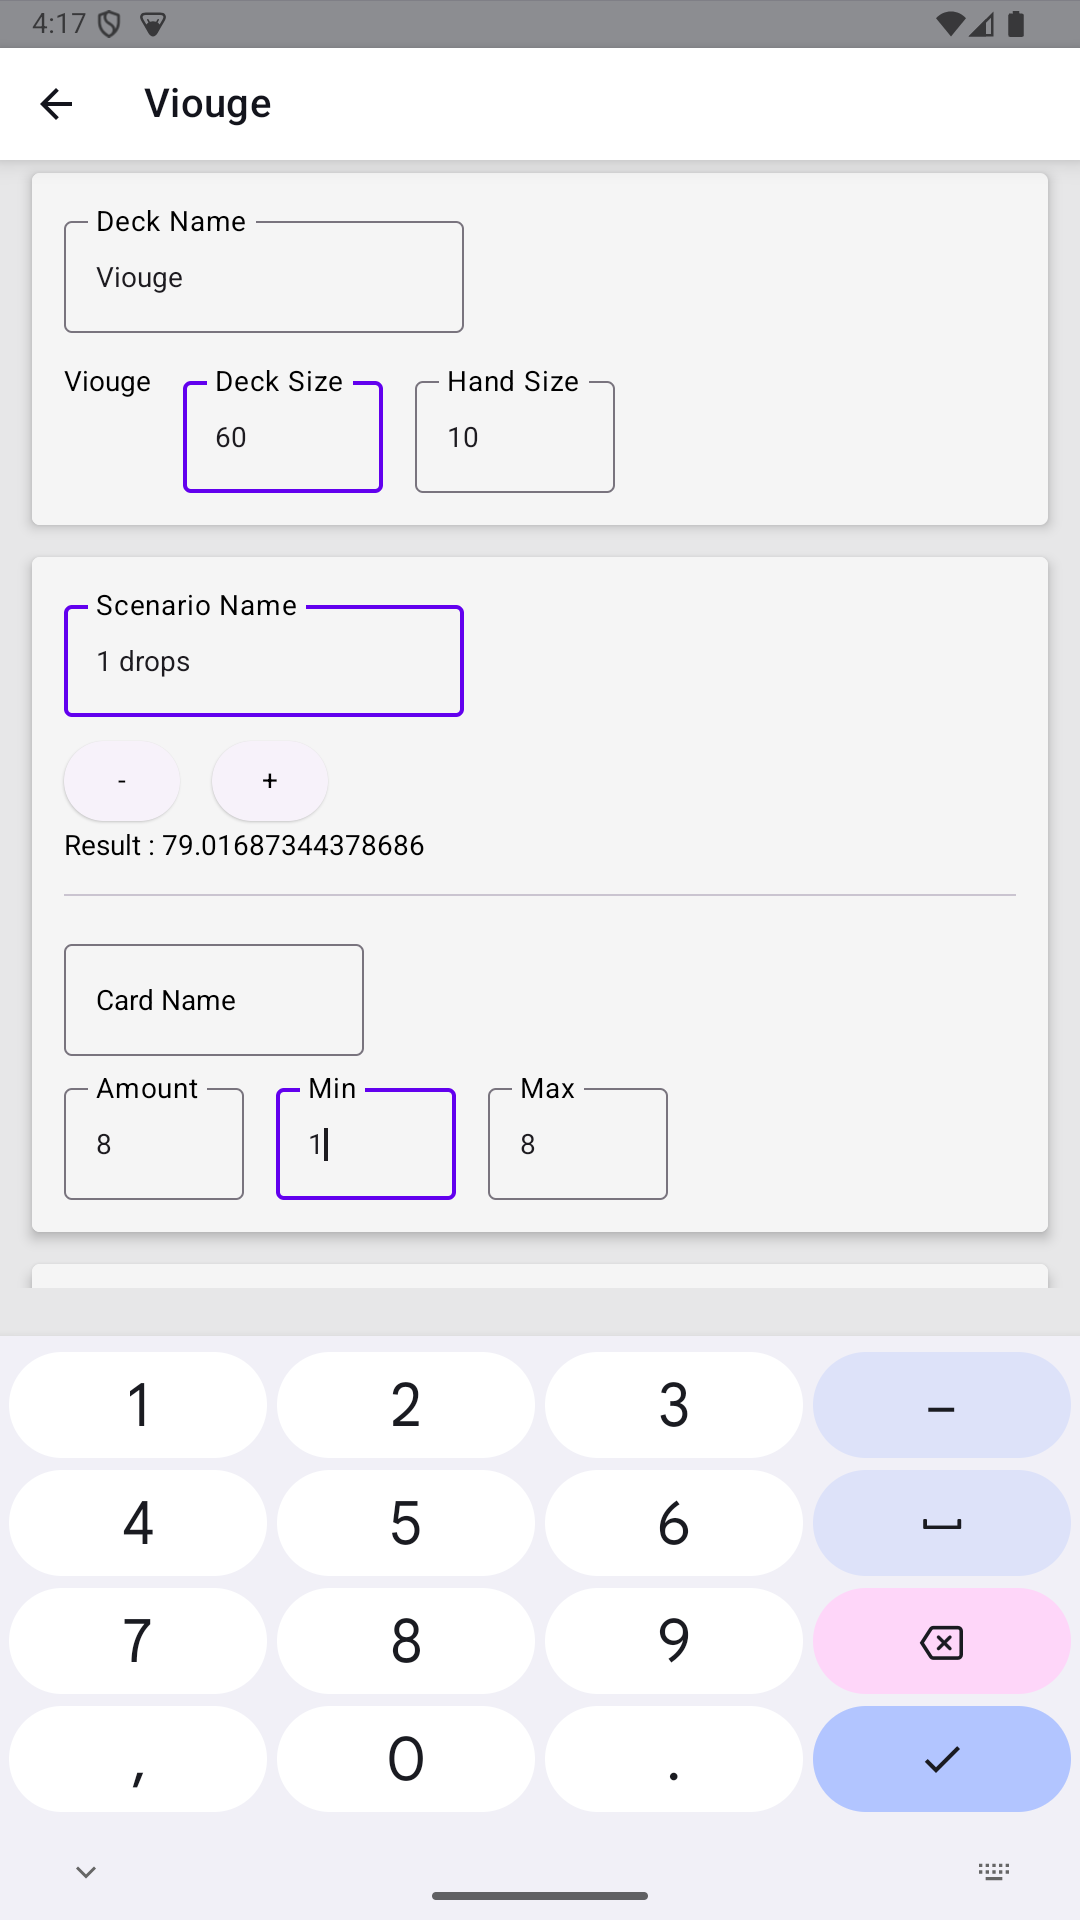 4:17
Viouge
Deck Name
Viouge
Viouge
Deck Size
60
Hand Size
10
Scenario Name
1 drops
- +
Result : 79.01687344378686
Card Name
Amount
8
Min
1
Max
8
1 2 3 –
4 5 6
7 8 9
, 0 .